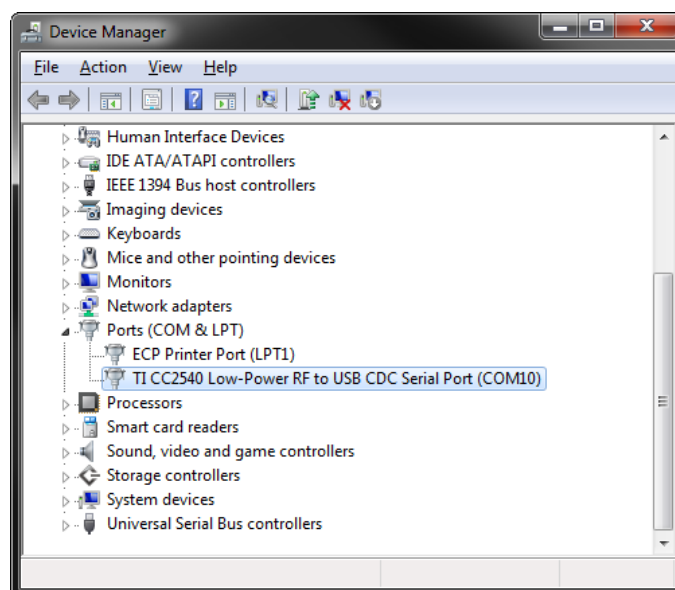 Device Manager
File Action View Help
Human Interface Devices
IDE ATA/ATAPI controllers
IEEE 1394 Bus host controllers
Imaging devices
Keyboards
Mice and other pointing devices
Monitors
Network adapters
Ports (COM & LPT)
ECP Printer Port (LPT1)
TI CC2540 Low-Power RF to USB CDC Serial Port (COM10)
Processors
Smart card readers
Sound, video and game controllers
Storage controllers
System devices
Universal Serial Bus controllers